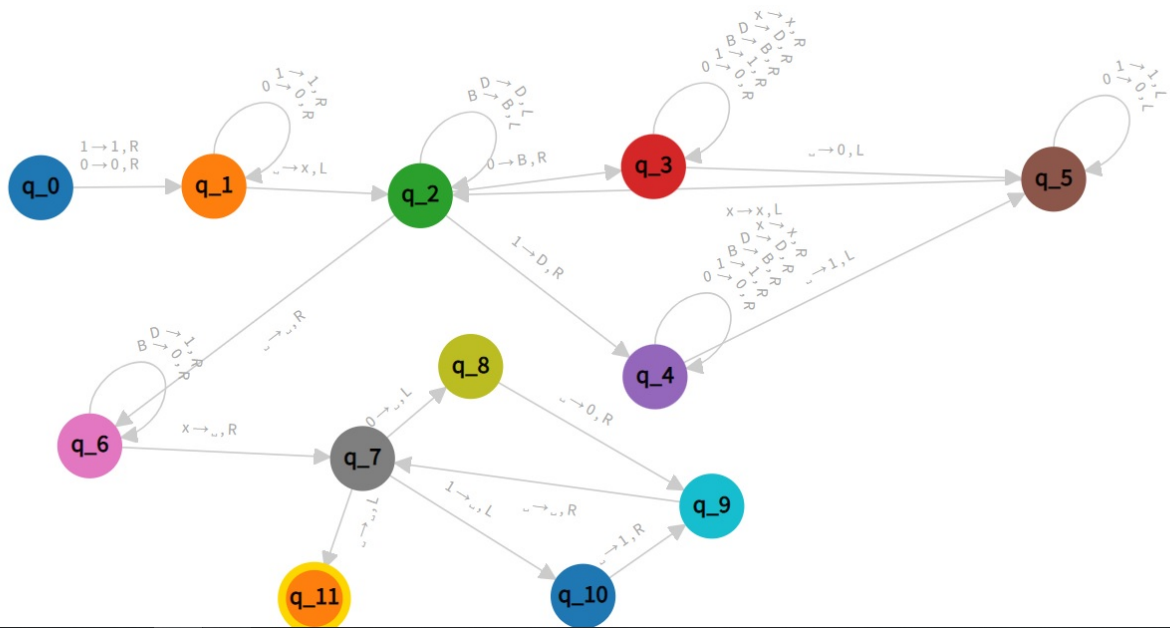 x→x,R
D→D,R
B→B,R
1→1,R
0→0,R
1→1,R
0→0,R
D→D,L
B→B,L
1→1,L
0→0,L
1→1,R
0→0,R
q_0
q_1
␣→x,L
q_2
0→B,R
q_3
␣→0,L
q_5
x→x,L
x→x,R
D→D,R
B→B,R
1→1,R
0→0,R
1→D,R
␣→1,L
␣→␣,R
D→1,R
B→0,R
q_8
q_4
0→␣,L
␣→0,R
q_6
x→␣,R
q_7
1→␣,L
␣→␣,R
q_9
␣→␣,L
␣→1,R
q_11
q_10